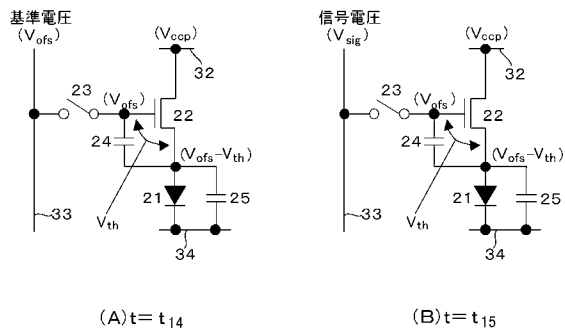 基準電圧
(Vofs)
(Vccp)
32
23
(Vofs)
22
24
(Vofs−Vth)
21
25
Vth
33
34
(A)t= t14
信号電圧
(Vsig)
(Vccp)
32
23
(Vofs)
22
24
(Vofs−Vth)
21
25
Vth
33
34
(B)t= t15